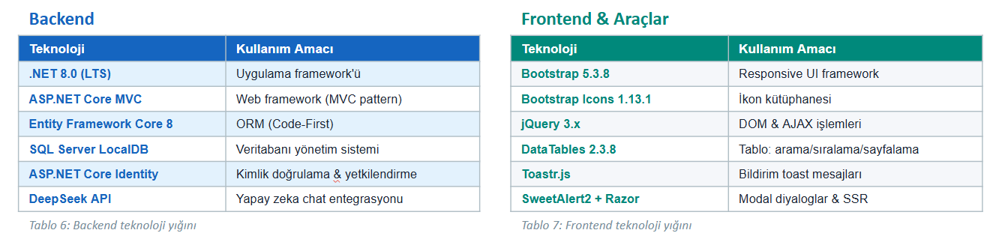 Backend
Teknoloji Kullanım Amacı
.NET 8.0 (LTS) Uygulama framework'ü
ASP.NET Core MVC Web framework (MVC pattern)
Entity Framework Core 8 ORM (Code-First)
SQL Server LocalDB Veritabanı yönetim sistemi
ASP.NET Core Identity Kimlik doğrulama & yetkilendirme
DeepSeek API Yapay zeka chat entegrasyonu
Tablo 6: Backend teknoloji yığını
Frontend & Araçlar
Teknoloji Kullanım Amacı
Bootstrap 5.3.8 Responsive UI framework
Bootstrap Icons 1.13.1 İkon kütüphanesi
jQuery 3.x DOM & AJAX işlemleri
DataTables 2.3.8 Tablo: arama/sıralama/sayfalama
Toastr.js Bildirim toast mesajları
SweetAlert2 + Razor Modal diyaloglar & SSR
Tablo 7: Frontend teknoloji yığını